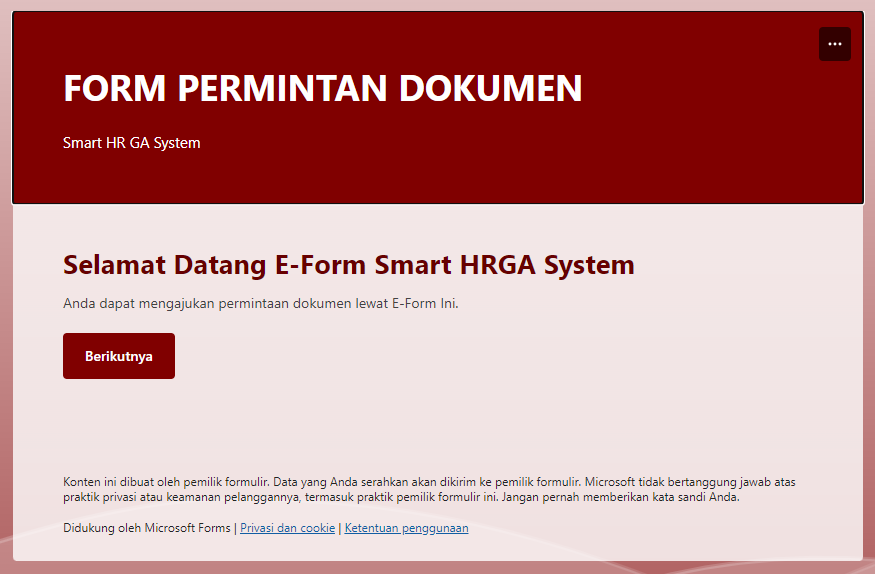 FORM PERMINTAN DOKUMEN
Smart HR GA System
Selamat Datang E-Form Smart HRGA System
Anda dapat mengajukan permintaan dokumen lewat E-Form Ini.
Berikutnya
Konten ini dibuat oleh pemilik formulir. Data yang Anda serahkan akan dikirim ke pemilik formulir. Microsoft tidak bertanggung jawab atas
praktik privasi atau keamanan pelanggannya, termasuk praktik pemilik formulir ini. Jangan pernah memberikan kata sandi Anda.
Didukung oleh Microsoft Forms | Privasi dan cookie | Ketentuan penggunaan